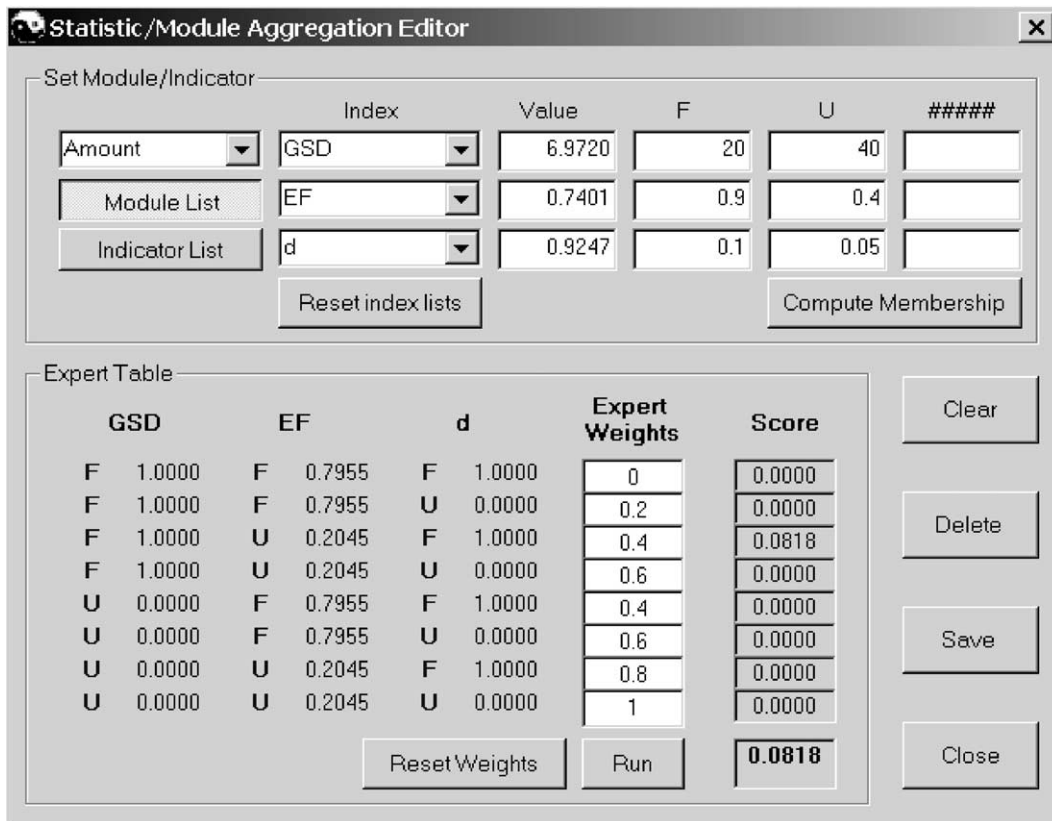 Statistic/Module Aggregation Editor
Set Module/Indicator
Index Value F U #####
Amount GSD 6.9720 20 40
Module List EF 0.7401 0.9 0.4
Indicator List d 0.9247 0.1 0.05
Reset index lists Compute Membership
Expert Table
GSD EF d Expert Weights Score
F 1.0000 F 0.7955 F 1.0000 0 0.0000
F 1.0000 F 0.7955 U 0.0000 0.2 0.0000
F 1.0000 U 0.2045 F 1.0000 0.4 0.0818
F 1.0000 U 0.2045 U 0.0000 0.6 0.0000
U 0.0000 F 0.7955 F 1.0000 0.4 0.0000
U 0.0000 F 0.7955 U 0.0000 0.6 0.0000
U 0.0000 U 0.2045 F 1.0000 0.8 0.0000
U 0.0000 U 0.2045 U 0.0000 1 0.0000
Reset Weights Run 0.0818
Clear
Delete
Save
Close